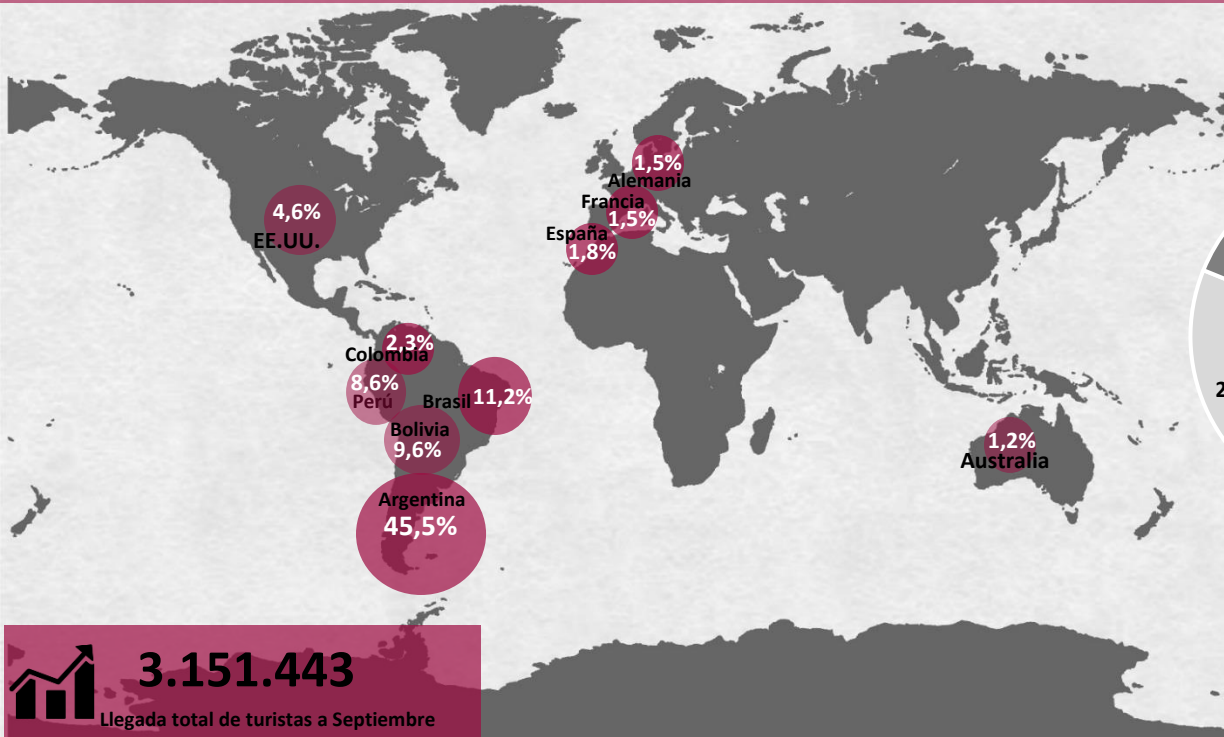 1,5%
Alemania
Francia
1,5%
España
1,8%
4,6%
EE.UU.
2,3%
Colombia
8,6%
Perú
Brasil 11,2%
Bolivia
9,6%
Argentina
45,5%
1,2%
Australia
2
3.151.443
Llegada total de turistas a Septiembre